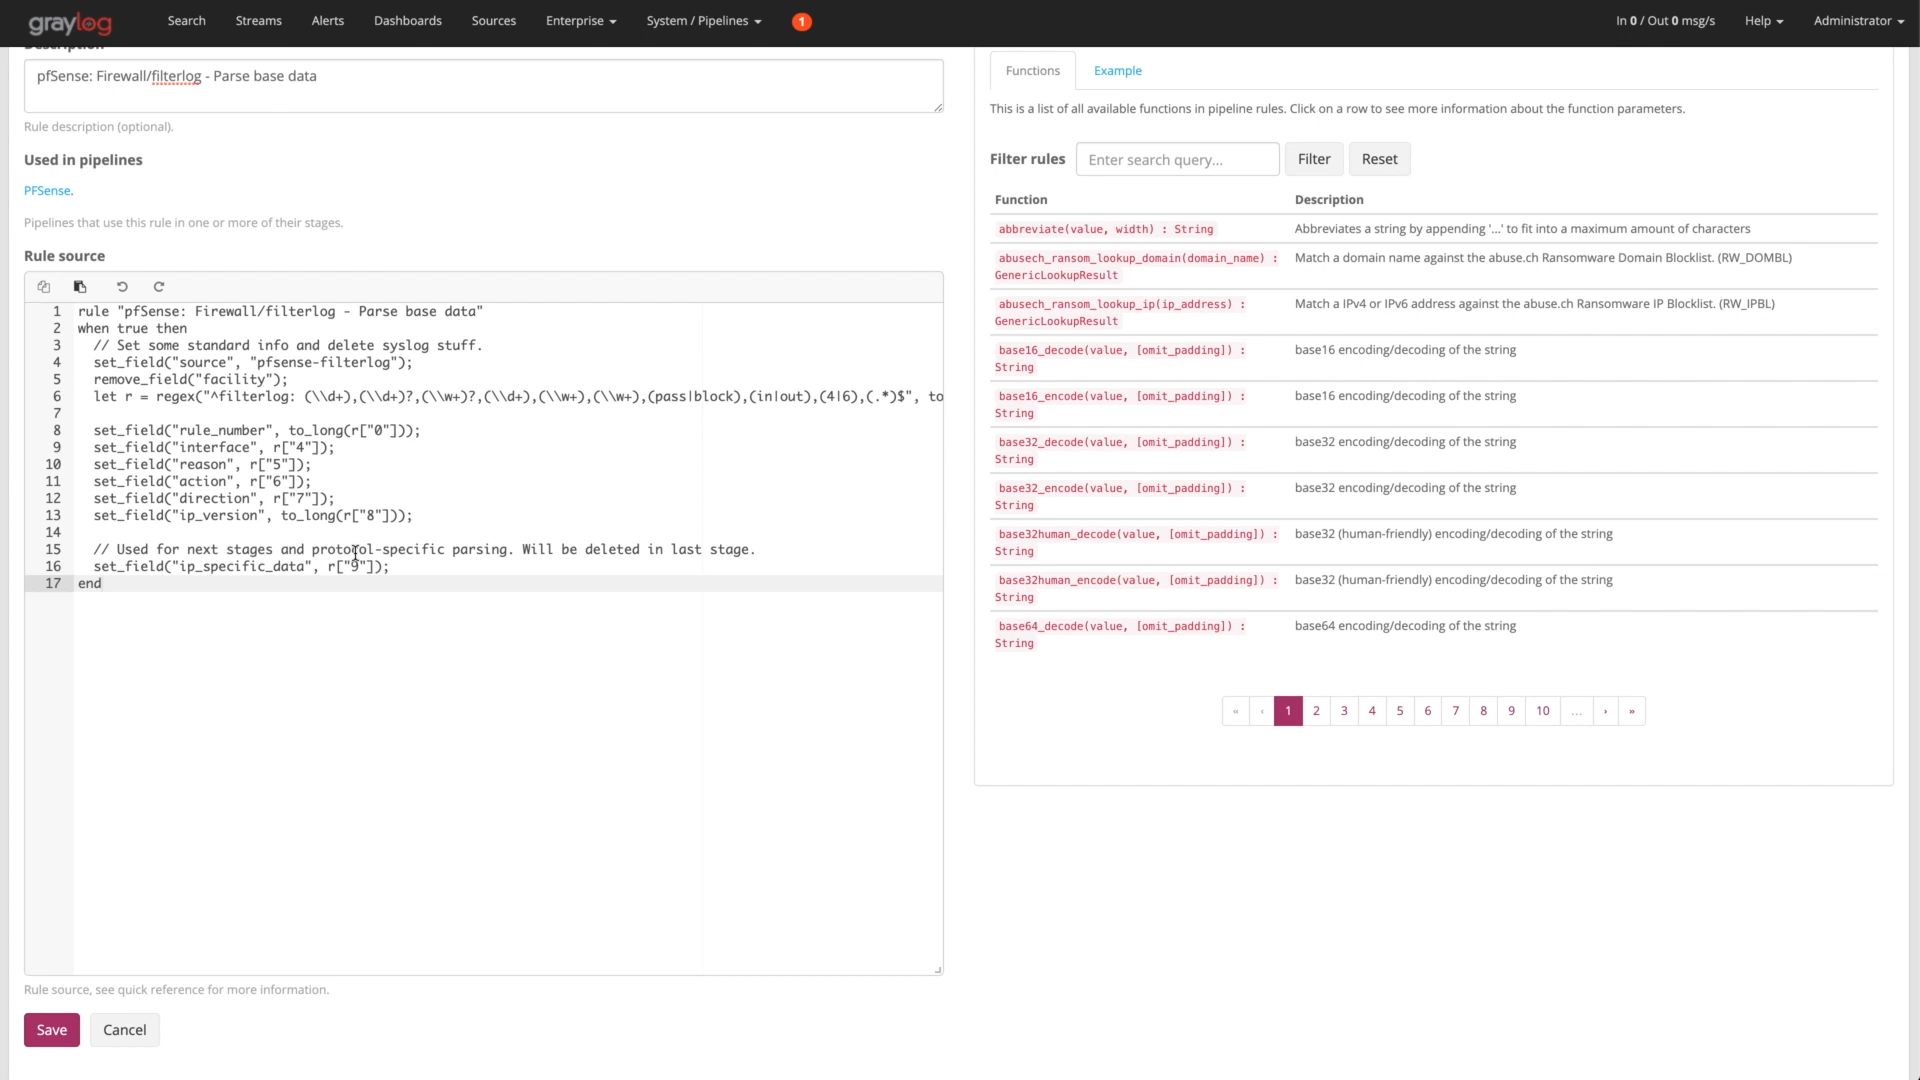 graylog
Search
Streams
Alerts
Dashboards
Sources
Enterprise
System / Pipelines
1
In 0 / Out 0 msg/s
Help
Administrator
Description
pfSense: Firewall/filterlog - Parse base data
Rule description (optional).
Used in pipelines
PFSense.
Pipelines that use this rule in one or more of their stages.
Rule source
1 rule "pfSense: Firewall/filterlog - Parse base data"
2 when true then
3 // Set some standard info and delete syslog stuff.
4 set_field("source", "pfsense-filterlog");
5 remove_field("facility");
6 let r = regex("^filterlog: (\\d+),(\\d+)?,(\\w+)?,(\\d+),(\\w+),(\\w+),(pass|block),(in|out),(4|6),(.*)$", to
7
8 set_field("rule_number", to_long(r["0"]));
9 set_field("interface", r["4"]);
10 set_field("reason", r["5"]);
11 set_field("action", r["6"]);
12 set_field("direction", r["7"]);
13 set_field("ip_version", to_long(r["8"]));
14
15 // Used for next stages and protocol-specific parsing. Will be deleted in last stage.
16 set_field("ip_specific_data", r["9"]);
17 end
Rule source, see quick reference for more information.
Save
Cancel
Functions
Example
This is a list of all available functions in pipeline rules. Click on a row to see more information about the function parameters.
Filter rules
Enter search query...
Filter
Reset
Function
Description
abbreviate(value, width) : String
Abbreviates a string by appending '...' to fit into a maximum amount of characters
abusech_ransom_lookup_domain(domain_name) :
GenericLookupResult
Match a domain name against the abuse.ch Ransomware Domain Blocklist. (RW_DOMBL)
abusech_ransom_lookup_ip(ip_address) :
GenericLookupResult
Match a IPv4 or IPv6 address against the abuse.ch Ransomware IP Blocklist. (RW_IPBL)
base16_decode(value, [omit_padding]) :
String
base16 encoding/decoding of the string
base16_encode(value, [omit_padding]) :
String
base16 encoding/decoding of the string
base32_decode(value, [omit_padding]) :
String
base32 encoding/decoding of the string
base32_encode(value, [omit_padding]) :
String
base32 encoding/decoding of the string
base32human_decode(value, [omit_padding]) :
String
base32 (human-friendly) encoding/decoding of the string
base32human_encode(value, [omit_padding]) :
String
base32 (human-friendly) encoding/decoding of the string
base64_decode(value, [omit_padding]) :
String
base64 encoding/decoding of the string
« ‹ 1 2 3 4 5 6 7 8 9 10 ... › »